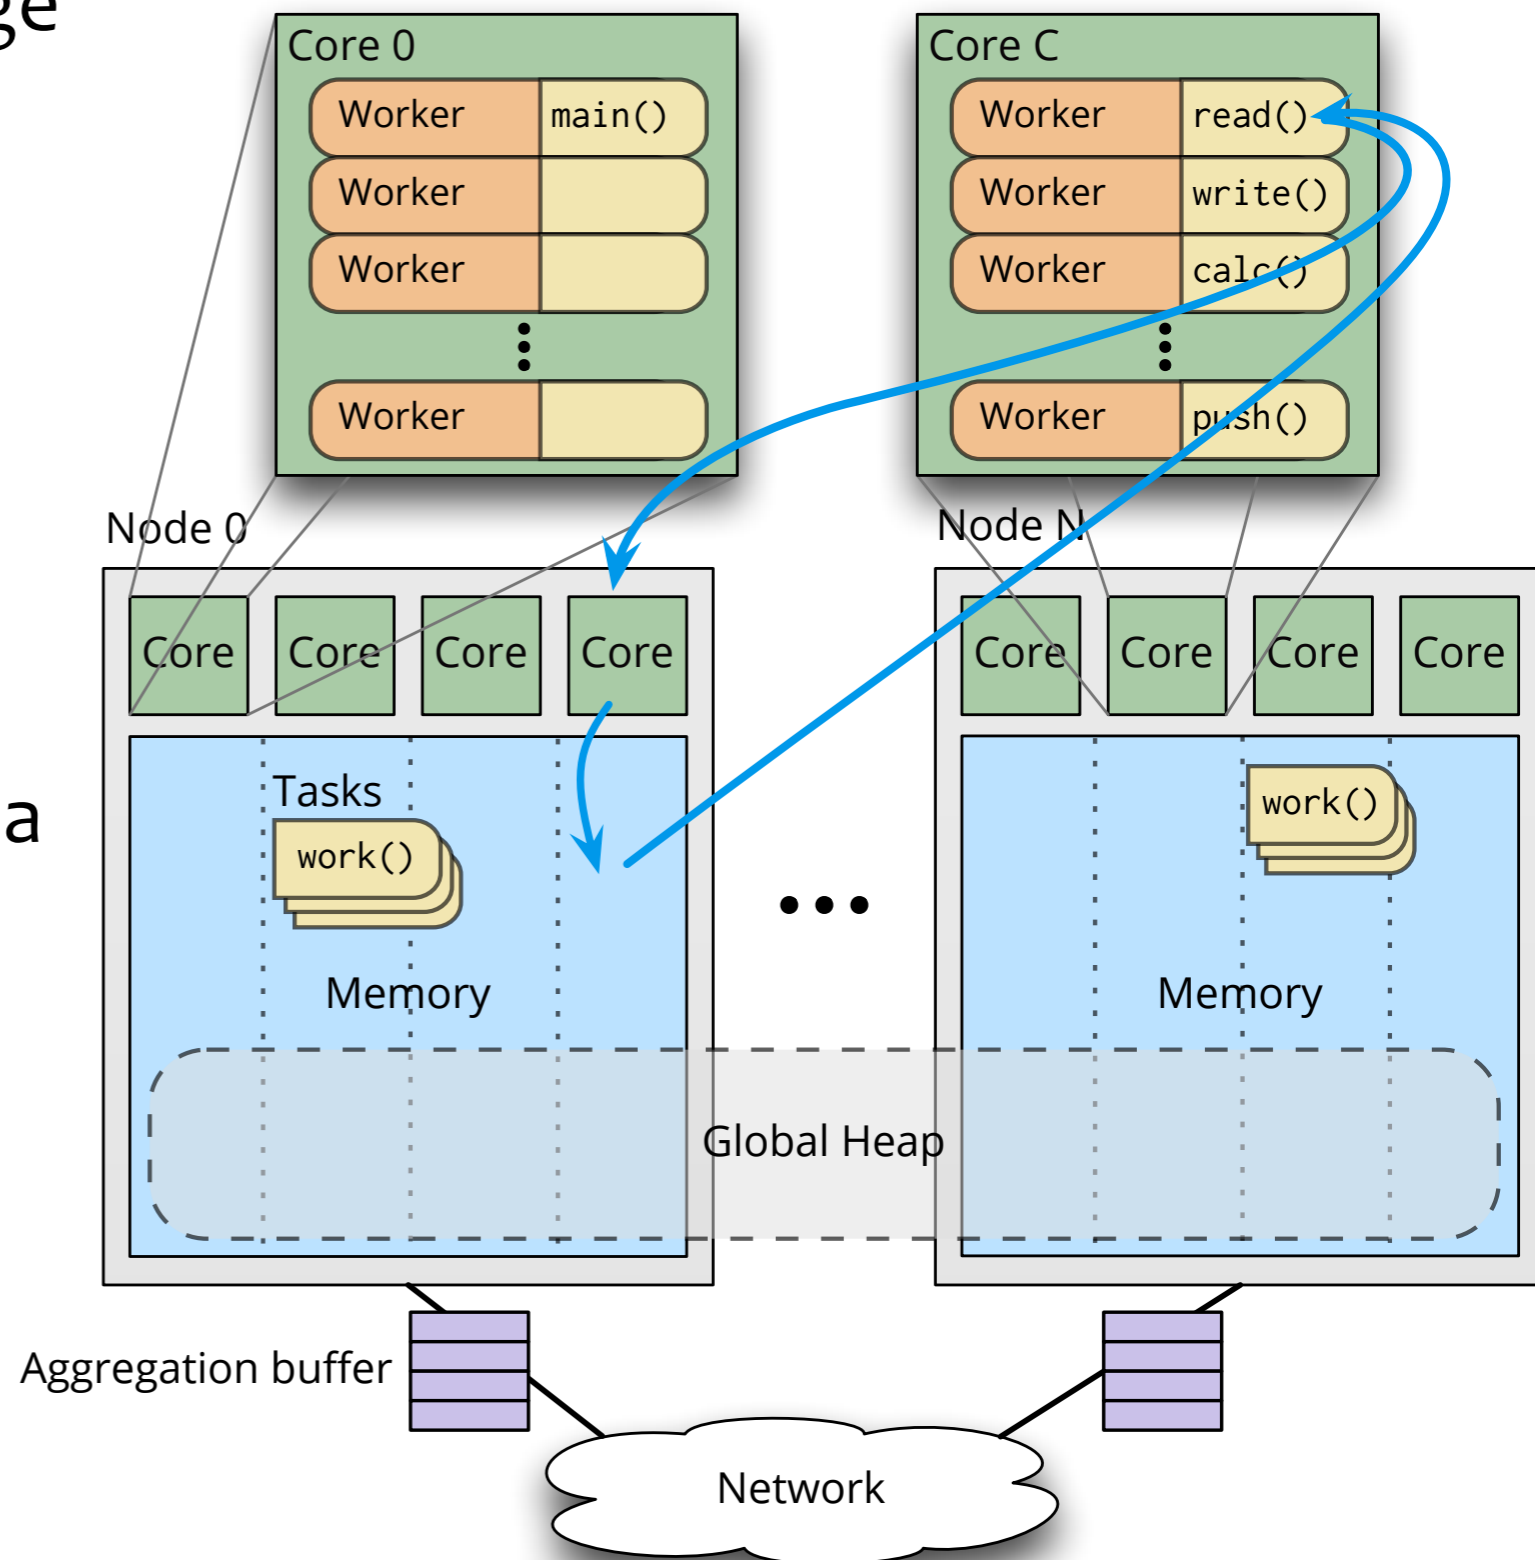 ge
Core 0
Worker main()
Worker
Worker
Worker
Core C
Worker read()
Worker write()
Worker calc()
Worker push()
Node 0
Core Core Core Core
Tasks
work()
Memory
Node N
Core Core Core Core
work()
Memory
a
Global Heap
Aggregation buffer
Network